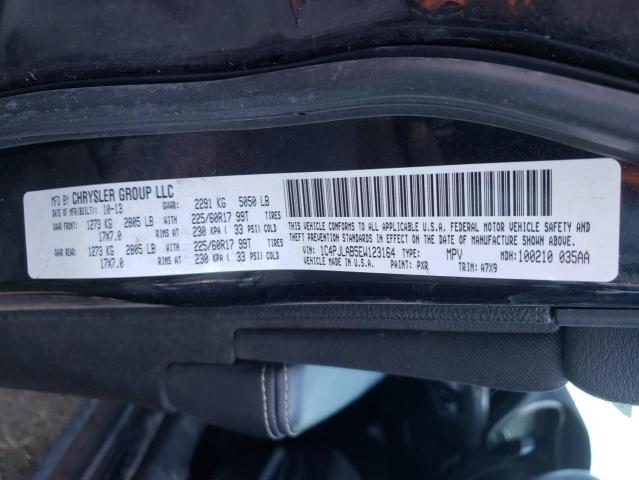 MFD BY CHRYSLER GROUP LLC
DATE OF MFR(BUILT): 10-13 GVWR: 2291 KG 5050 LB
GAWR FRONT: 1273 KG 2805 LB WITH 225/60R17 99T TIRES
17X7.0 RIMS AT 230 KPA ( 33 PSI) COLD
GAWR REAR: 1273 KG 2805 LB WITH 225/60R17 99T TIRES
17X7.0 RIMS AT 230 KPA ( 33 PSI) COLD
THIS VEHICLE CONFORMS TO ALL APPLICABLE U.S.A. FEDERAL MOTOR VEHICLE SAFETY AND
THEFT PREVENTION STANDARDS IN EFFECT ON THE DATE OF MANUFACTURE SHOWN ABOVE.
VIN: 1C4PJLAB5EW123164 TYPE: MPV MDH: 100210 035AA
VEHICLE MADE IN U.S.A. PAINT: PXR TRIM: A7X9